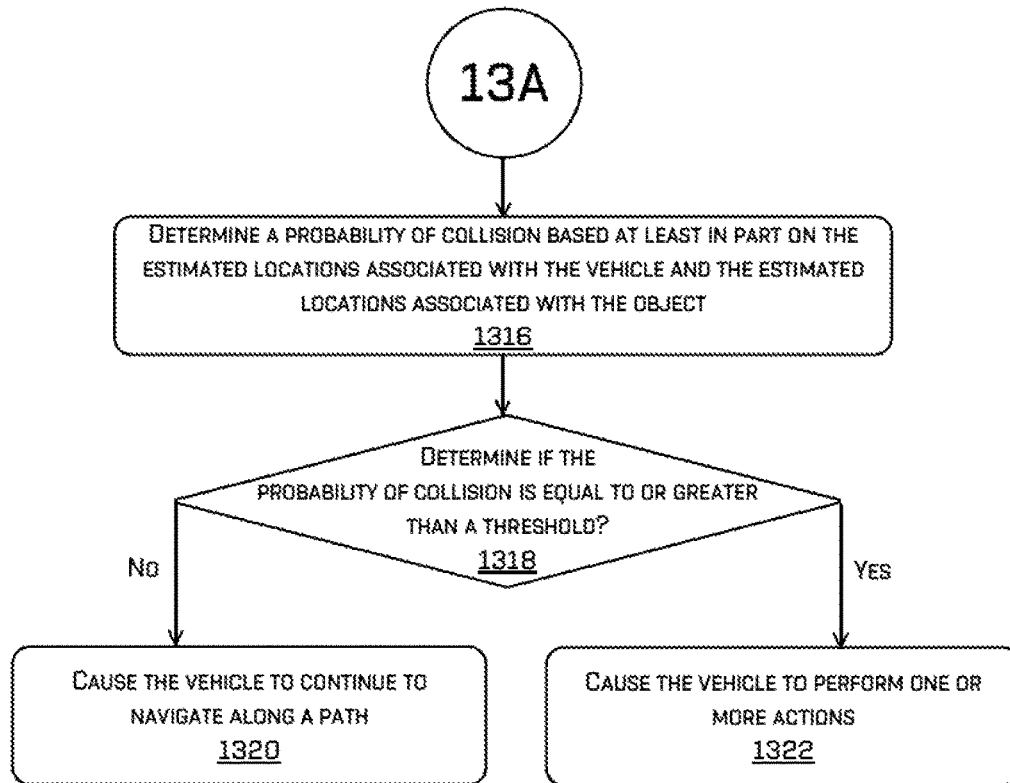 13A
DETERMINE A PROBABILITY OF COLLISION BASED AT LEAST IN PART ON THE
ESTIMATED LOCATIONS ASSOCIATED WITH THE VEHICLE AND THE ESTIMATED
LOCATIONS ASSOCIATED WITH THE OBJECT
1316
DETERMINE IF THE
PROBABILITY OF COLLISION IS EQUAL TO OR GREATER
THAN A THRESHOLD?
1318
NO
YES
CAUSE THE VEHICLE TO CONTINUE TO
NAVIGATE ALONG A PATH
1320
CAUSE THE VEHICLE TO PERFORM ONE OR
MORE ACTIONS
1322